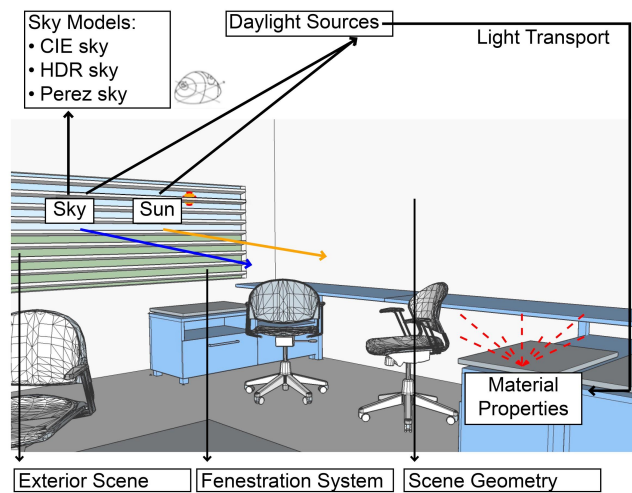 Sky Models:
• CIE sky
• HDR sky
• Perez sky
Daylight Sources
Light Transport
Sky
Sun
Material
Properties
Exterior Scene
Fenestration System
Scene Geometry